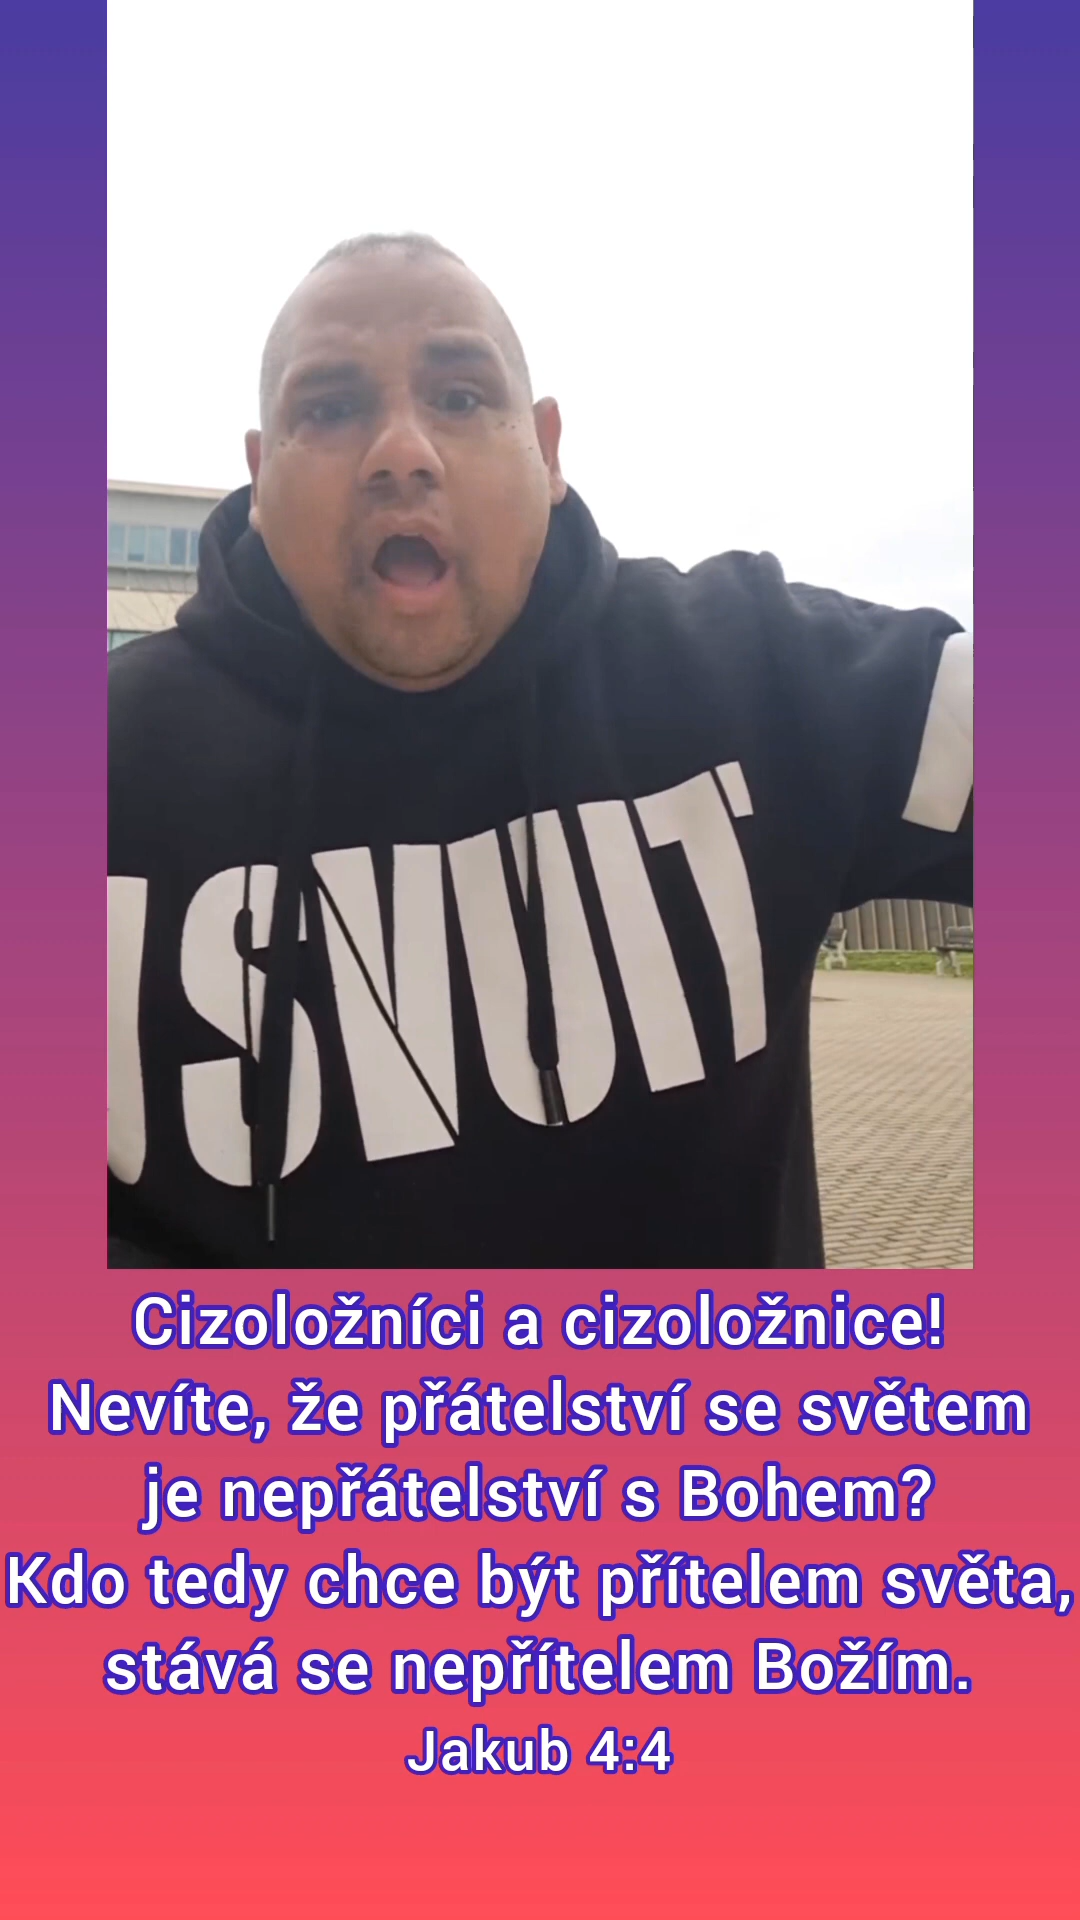 SVUIT
Cizoložníci a cizoložnice!
Nevíte, že přátelství se světem
je nepřátelství s Bohem?
Kdo tedy chce být přítelem světa,
stává se nepřítelem Božím.
Jakub 4:4